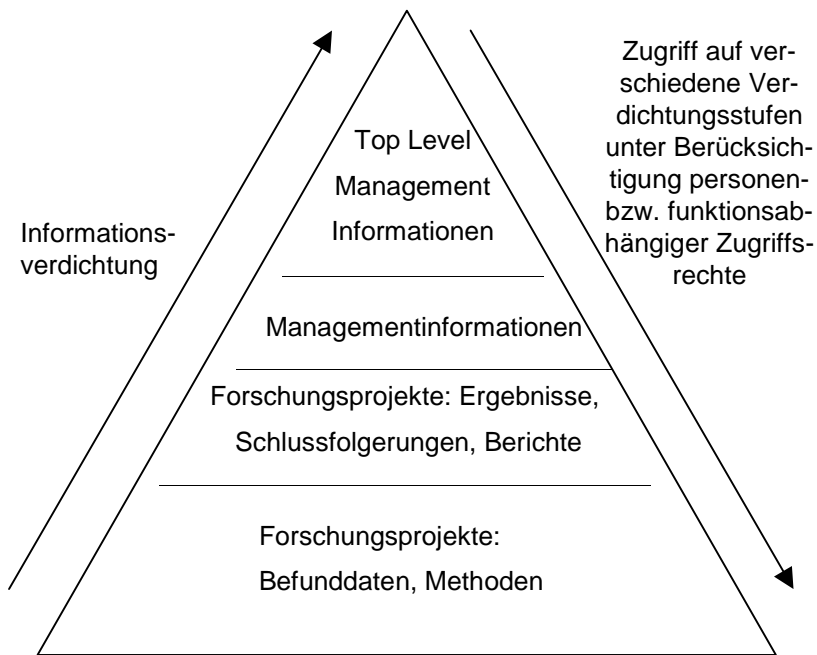 Zugriff auf ver-
schiedene Ver-
dichtungsstufen
unter Berücksich-
tigung personen-
bzw. funktionsab-
hängiger Zugriffs-
rechte
Top Level
Management
Informationen
Informations-
verdichtung
Managementinformationen
Forschungsprojekte: Ergebnisse,
Schlussfolgerungen, Berichte
Forschungsprojekte:
Befunddaten, Methoden